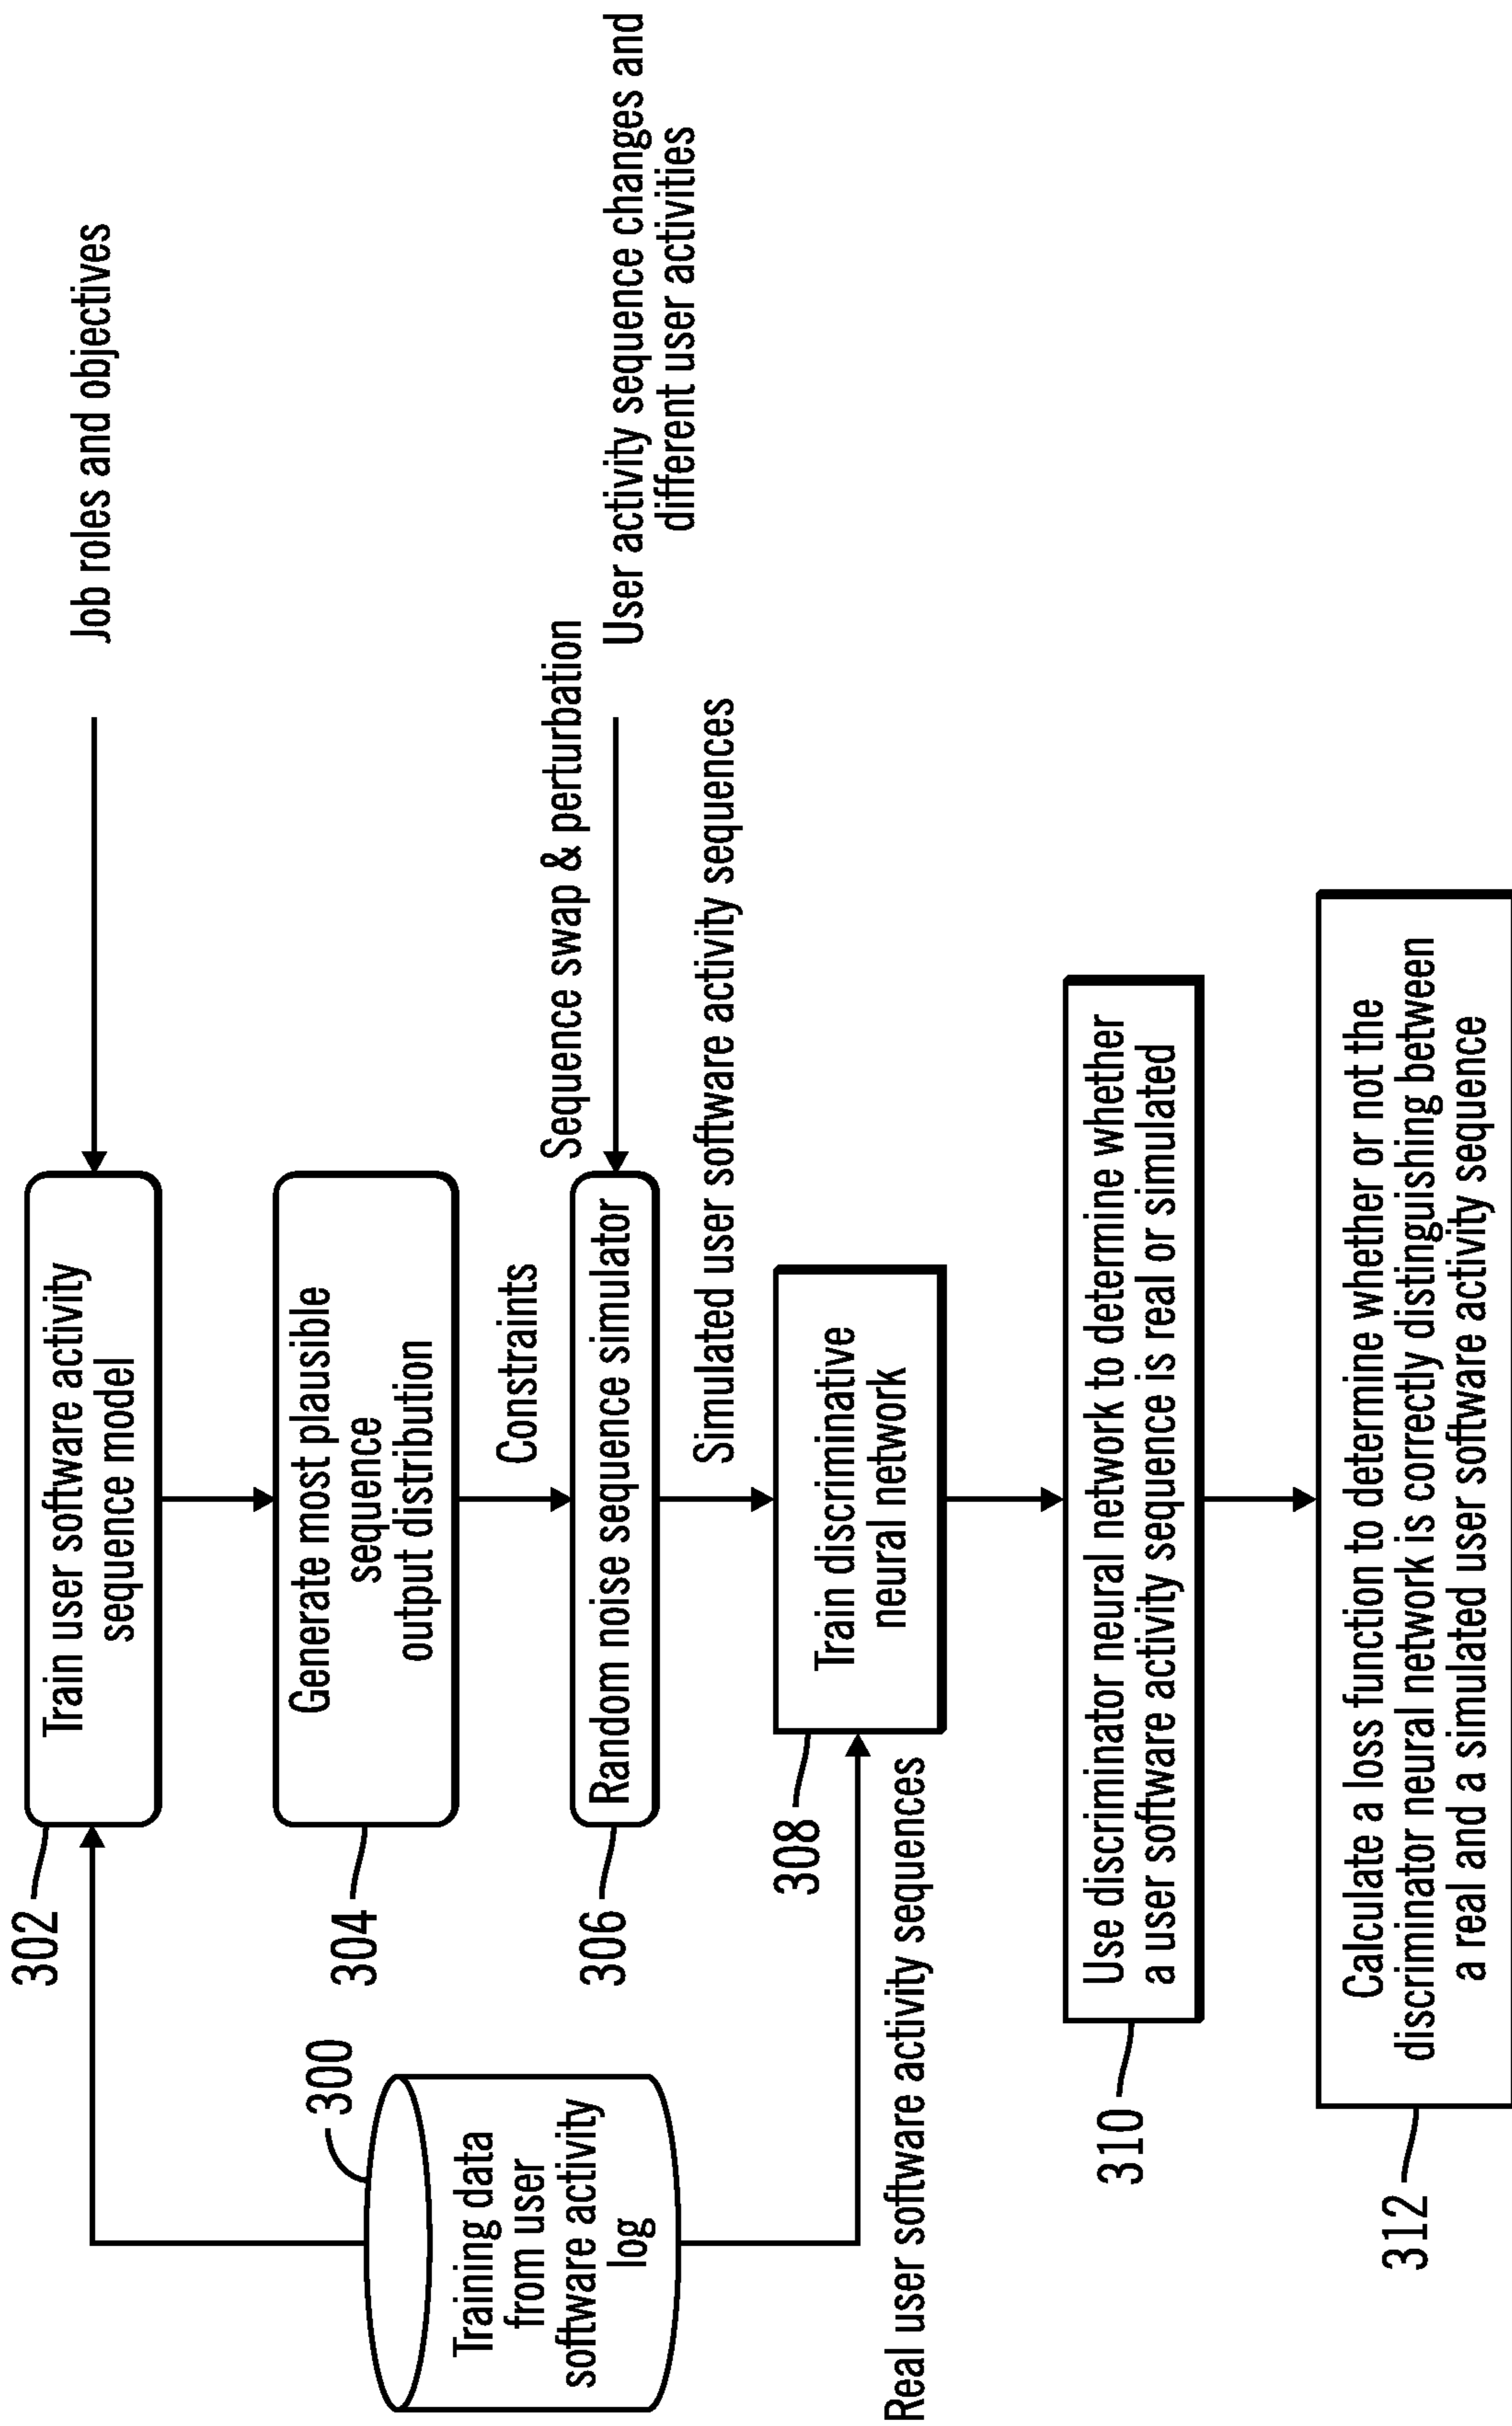 302
Train user software activity
sequence model
Job roles and objectives
300
Training data
from user
software activity
log
304
Generate most plausible
sequence
output distribution
Constraints
Sequence swap & perturbation
306
Random noise sequence simulator
User activity sequence changes and
different user activities
Simulated user software activity sequences
308
Train discriminative
neural network
Real user software activity sequences
310
Use discriminator neural network to determine whether
a user software activity sequence is real or simulated
312
Calculate a loss function to determine whether or not the
discriminator neural network is correctly distinguishing between
a real and a simulated user software activity sequence